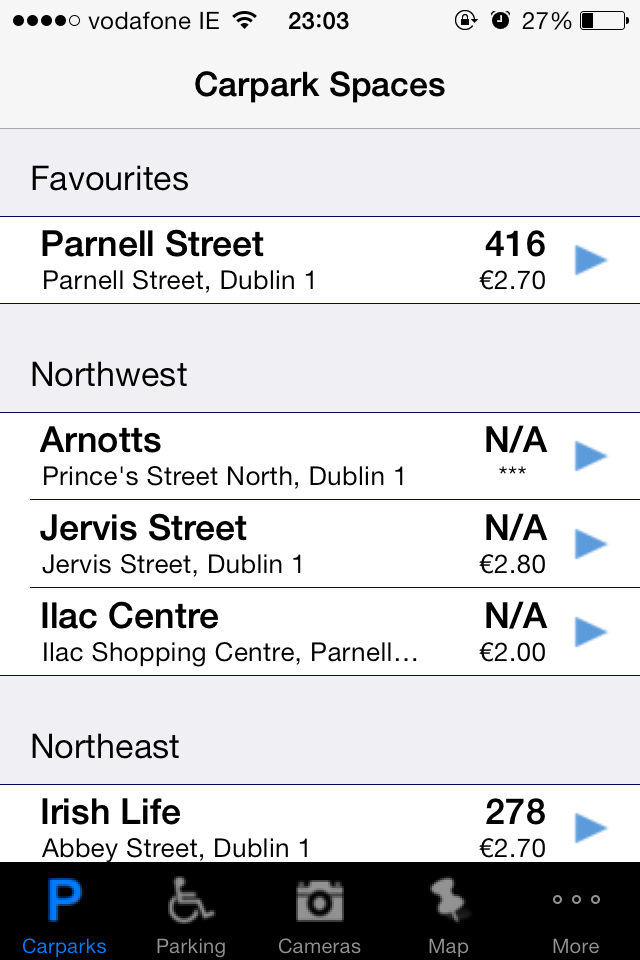 vodafone IE 23:03 27%
Carpark Spaces
Favourites
Parnell Street 416
Parnell Street, Dublin 1 €2.70
Northwest
Arnotts N/A
Prince's Street North, Dublin 1 ***
Jervis Street N/A
Jervis Street, Dublin 1 €2.80
Ilac Centre N/A
Ilac Shopping Centre, Parnell... €2.00
Northeast
Irish Life 278
Abbey Street, Dublin 1 €2.70
P
Carparks Parking Cameras Map More